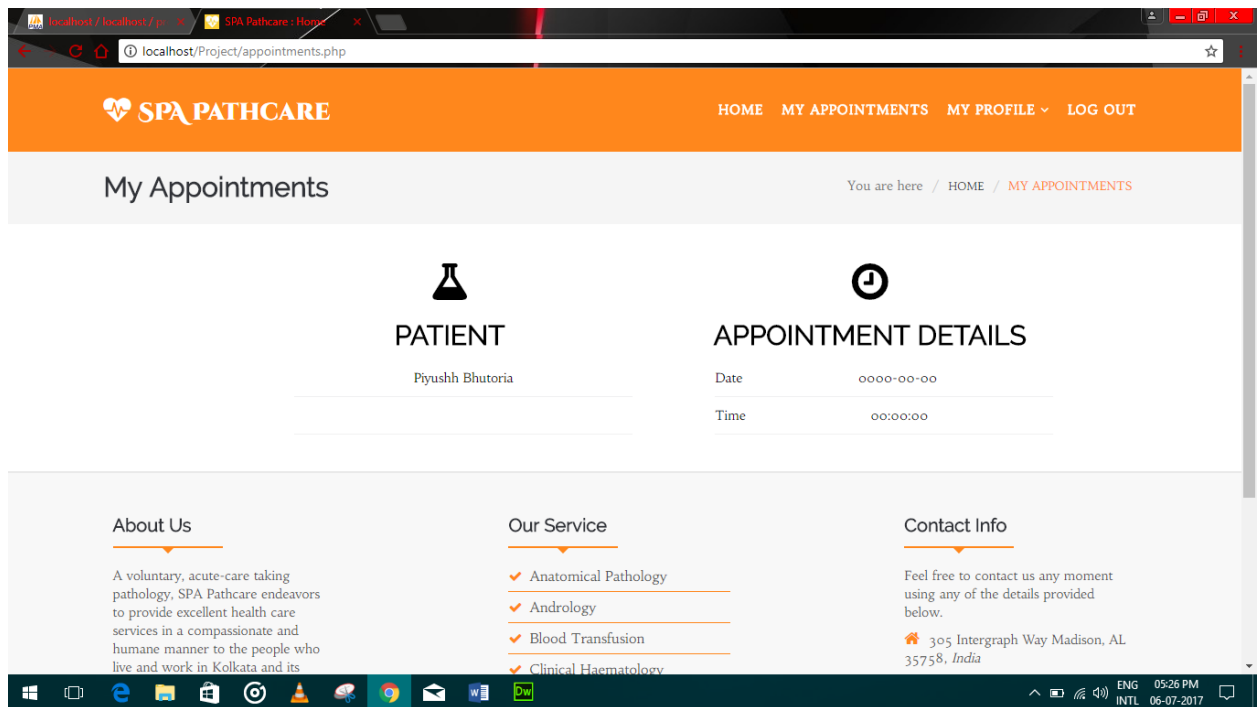 localhost / localhost / p
SPA Pathcare : Home
localhost/Project/appointments.php
SPA PATHCARE
HOME MY APPOINTMENTS MY PROFILE LOG OUT
My Appointments
You are here / HOME / MY APPOINTMENTS
PATIENT
Piyushh Bhutoria
APPOINTMENT DETAILS
Date 0000-00-00
Time 00:00:00
About Us
A voluntary, acute-care taking
pathology, SPA Pathcare endeavors
to provide excellent health care
services in a compassionate and
humane manner to the people who
live and work in Kolkata and its
Our Service
Anatomical Pathology
Andrology
Blood Transfusion
Clinical Haematology
Contact Info
Feel free to contact us any moment
using any of the details provided
below.
305 Intergraph Way Madison, AL
35758, India
ENG
INTL
05:26 PM
06-07-2017